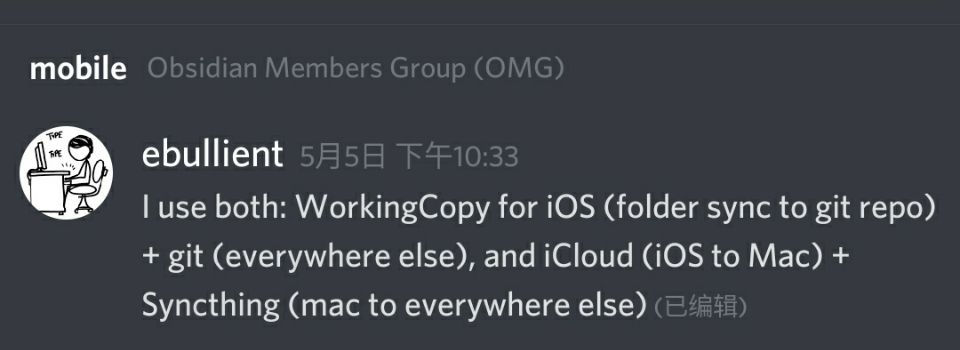 mobile Obsidian Members Group (OMG)
TYPE
TYPE
ebullient 5月5日 下午10:33
I use both: WorkingCopy for iOS (folder sync to git repo)
+ git (everywhere else), and iCloud (iOS to Mac) +
Syncthing (mac to everywhere else) (已编辑)